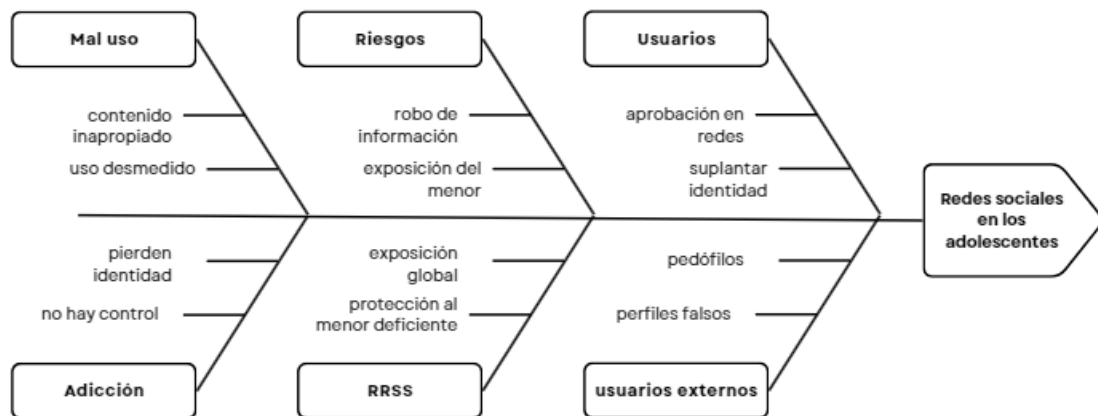 Mal uso
Riesgos
Usuarios
contenido
inapropiado
uso desmedido
robo de
información
exposición del
menor
aprobación en
redes
suplantar
identidad
Redes sociales
en los
adolescentes
pierden
identidad
no hay control
exposición
global
protección al
menor deficiente
pedófilos
perfiles falsos
Adicción
RRSS
usuarios externos